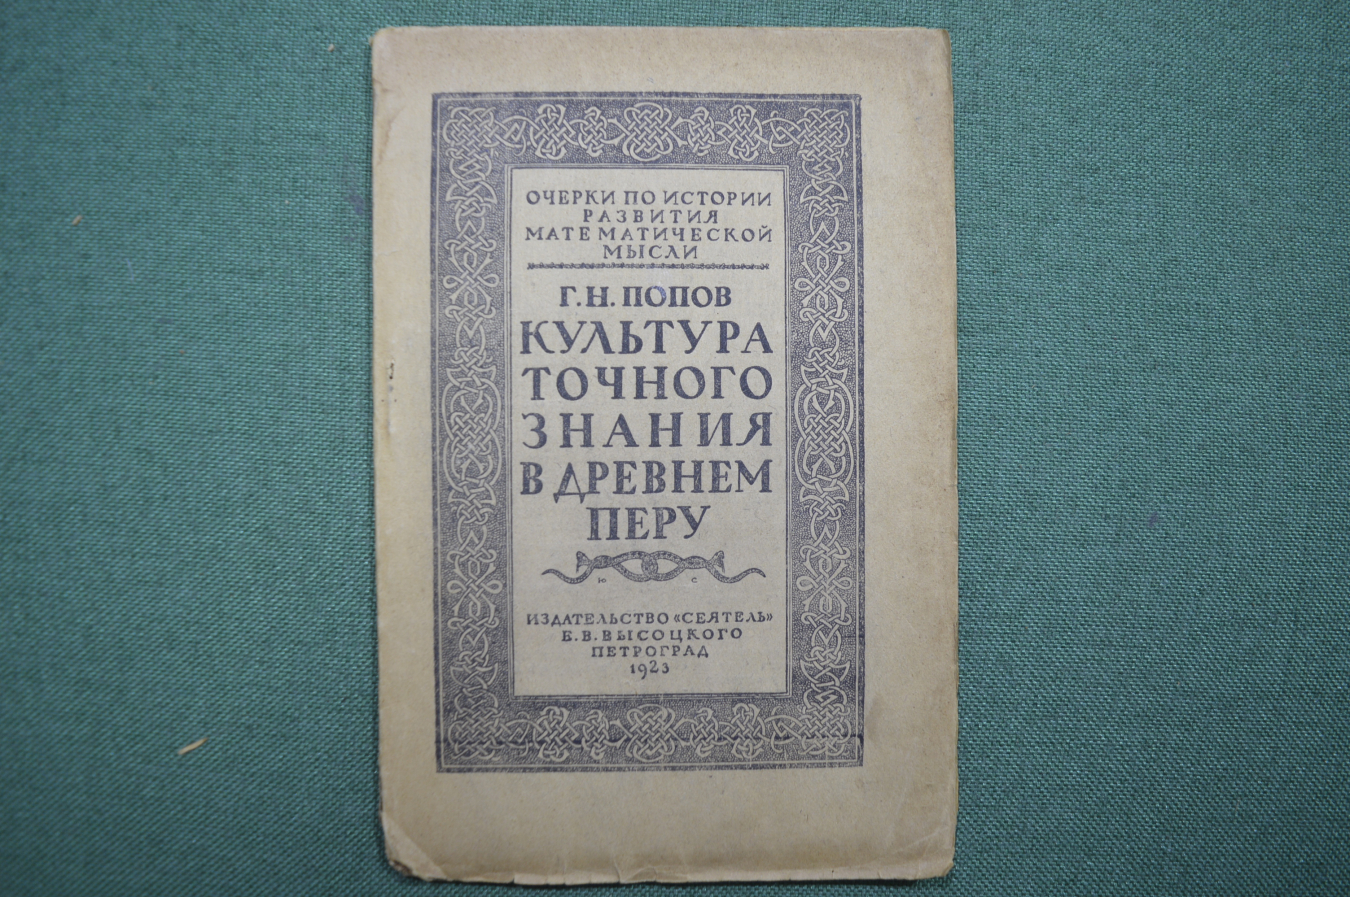 ОЧЕРКИ ПО ИСТОРИИ
РАЗВИТИЯ
МАТЕМАТИЧЕСКОЙ
МЫСЛИ
Г. Н. ПОПОВ
КУЛЬТУРА
ТОЧНОГО
ЗНАНИЯ
В ДРЕВНЕМ
ПЕРУ
Ю С
ИЗДАТЕЛЬСТВО «СЕЯТЕЛЬ»
Е. В. ВЫСОЦКОГО
ПЕТРОГРАД
1923